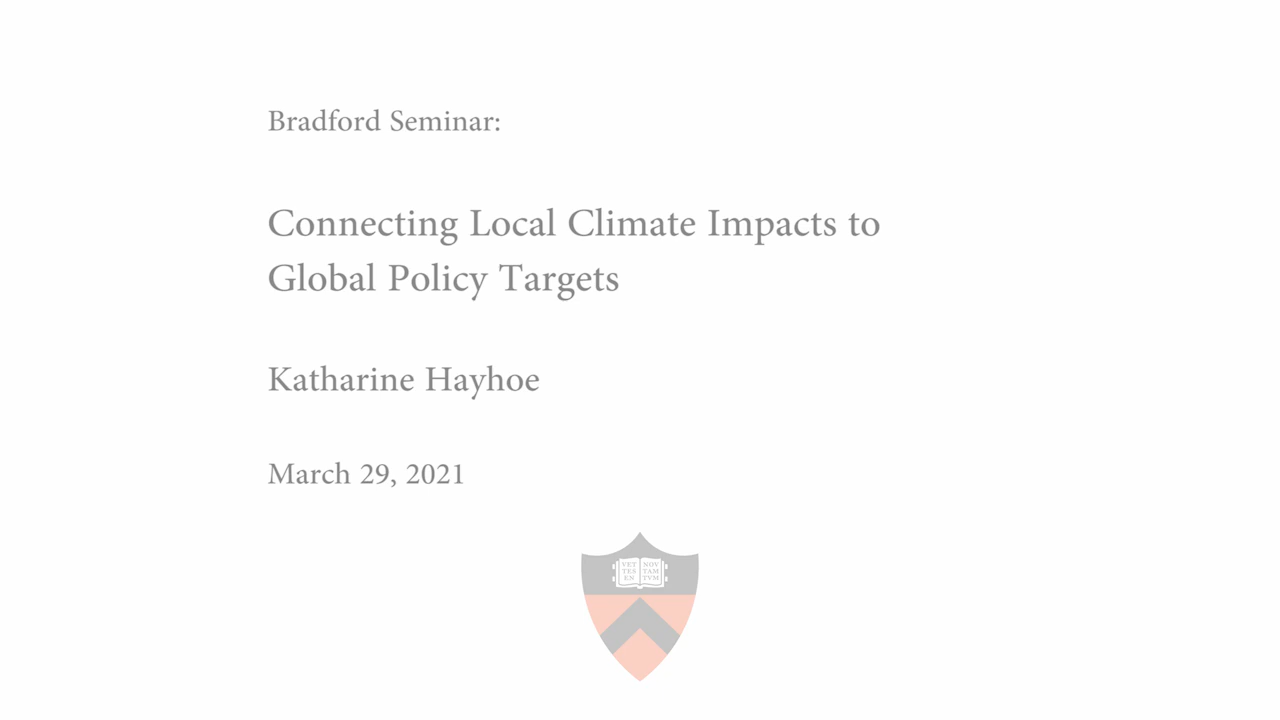 Bradford Seminar:
Connecting Local Climate Impacts to
Global Policy Targets
Katharine Hayhoe
March 29, 2021
VET NOV
TES TAM
EN TVM